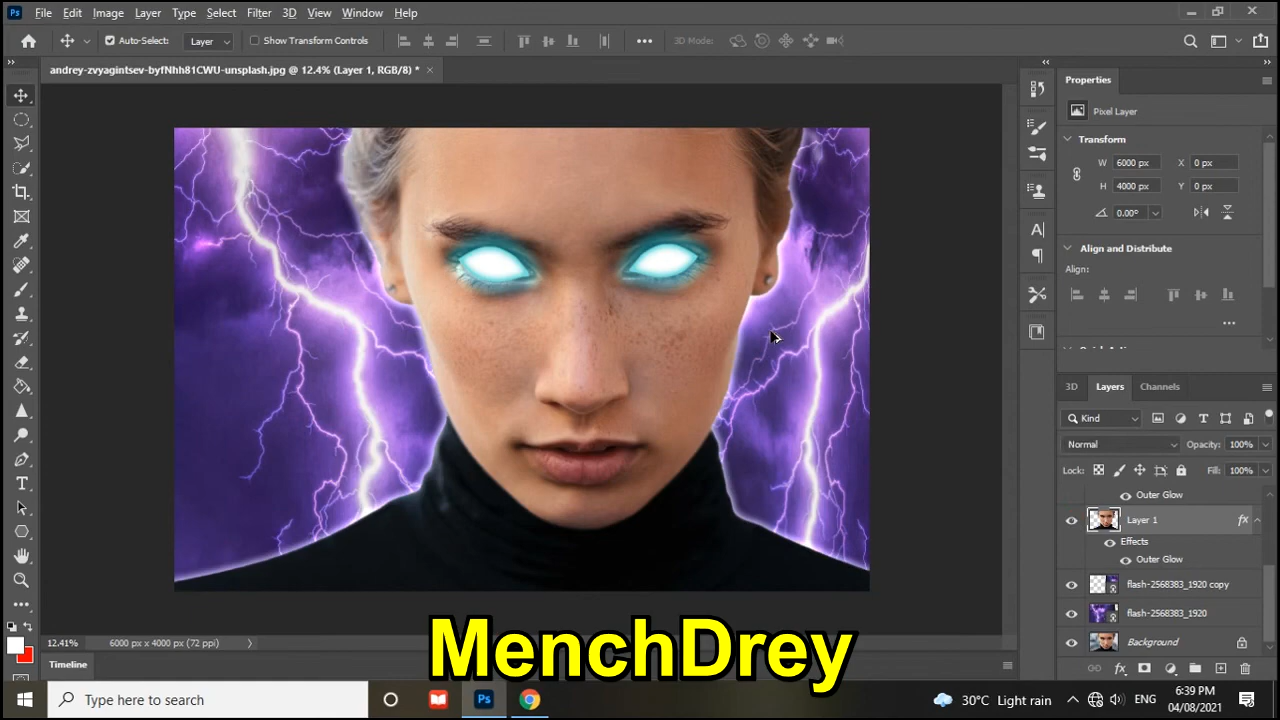 Ps File Edit Image Layer Type Select Filter 3D View Window Help
Auto-Select: Layer Show Transform Controls 3D Mode:
andrey-zvyagintsev-byfNhh81CWU-unsplash.jpg @ 12.4% (Layer 1, RGB/8) *
Properties
Pixel Layer
Transform
W 6000 px X 0 px
H 4000 px Y 0 px
0.00°
Align and Distribute
Align:
3D Layers Channels
Kind
Normal Opacity: 100%
Lock: Fill: 100%
Outer Glow
Layer 1 fx
Effects
Outer Glow
flash-2568383_1920 copy
flash-2568383_1920
Background
12.41% 6000 px x 4000 px (72 ppi)
Timeline
MenchDrey
Type here to search
Ps
30°C Light rain
ENG
6:39 PM
04/08/2021